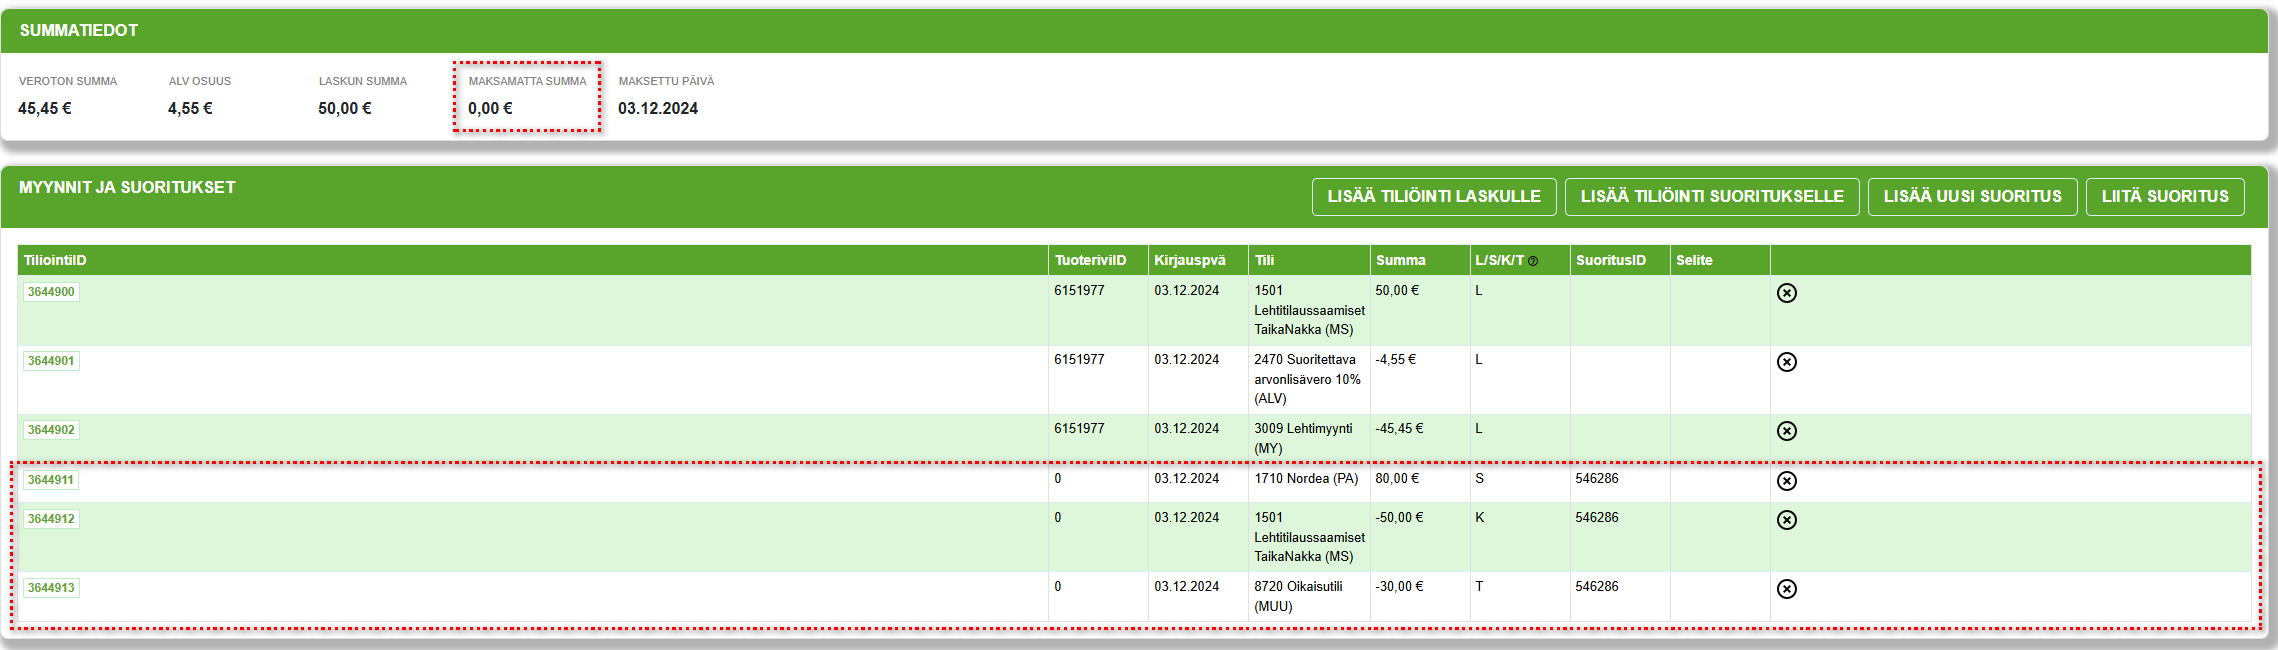 SUMMATIEDOT
VEROTON SUMMA ALV OSUUS LASKUN SUMMA MAKSAMATTA SUMMA MAKSETTU PÄIVÄ
45,45 € 4,55 € 50,00 € 0,00 € 03.12.2024
MYYNNIT JA SUORITUKSET LISÄÄ TILIÖINTI LASKULLE LISÄÄ TILIÖINTI SUORITUKSELLE LISÄÄ UUSI SUORITUS LIITÄ SUORITUS
TiliointiID TuoteriviID Kirjauspvä Tili Summa L/S/K/T SuoritusID Selite
3644900 6151977 03.12.2024 1501 50,00 € L
Lehtitilaussaamiset
TaikaNakka (MS)
3644901 6151977 03.12.2024 2470 Suoritettava -4,55 € L
arvonlisävero 10%
(ALV)
3644902 6151977 03.12.2024 3009 Lehtimyynti -45,45 € L
(MY)
3644911 0 03.12.2024 1710 Nordea (PA) 80,00 € S 546286
3644912 0 03.12.2024 1501 -50,00 € K 546286
Lehtitilaussaamiset
TaikaNakka (MS)
3644913 0 03.12.2024 8720 Oikaisutili -30,00 € T 546286
(MUU)